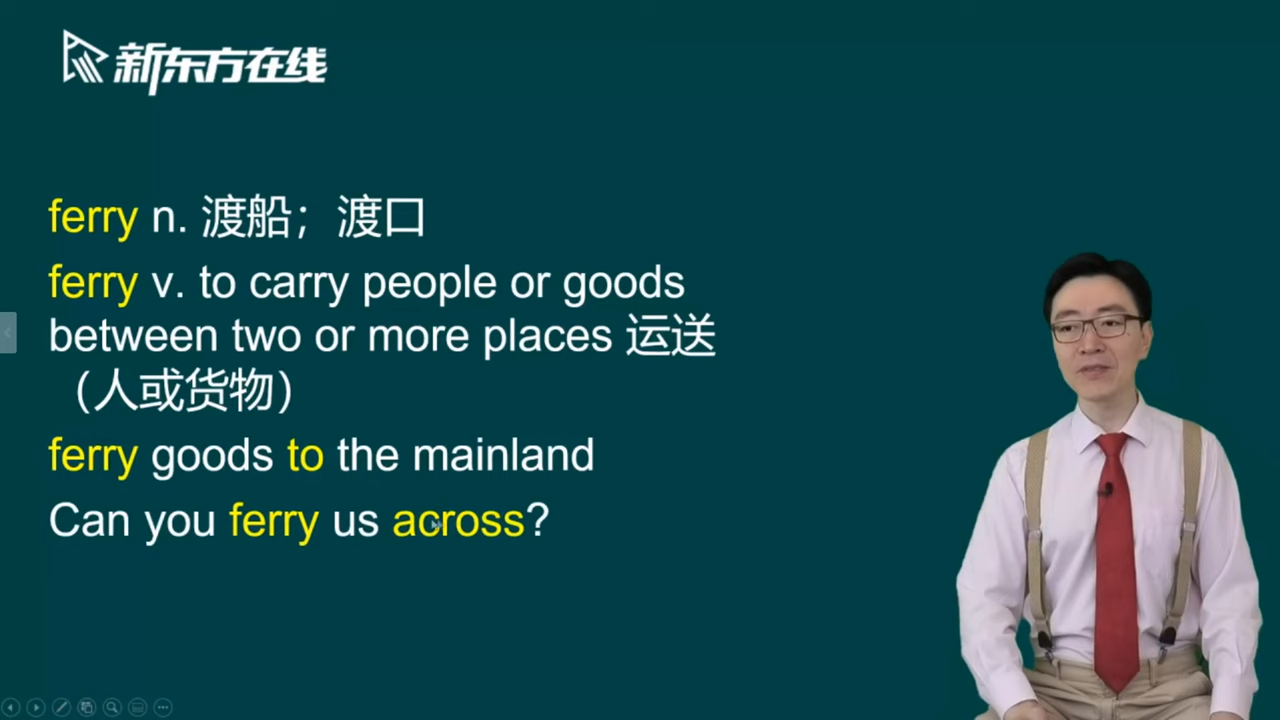 新东方在线
ferry n. 渡船；渡口
ferry v. to carry people or goods
between two or more places 运送
（人或货物）
ferry goods to the mainland
Can you ferry us across?